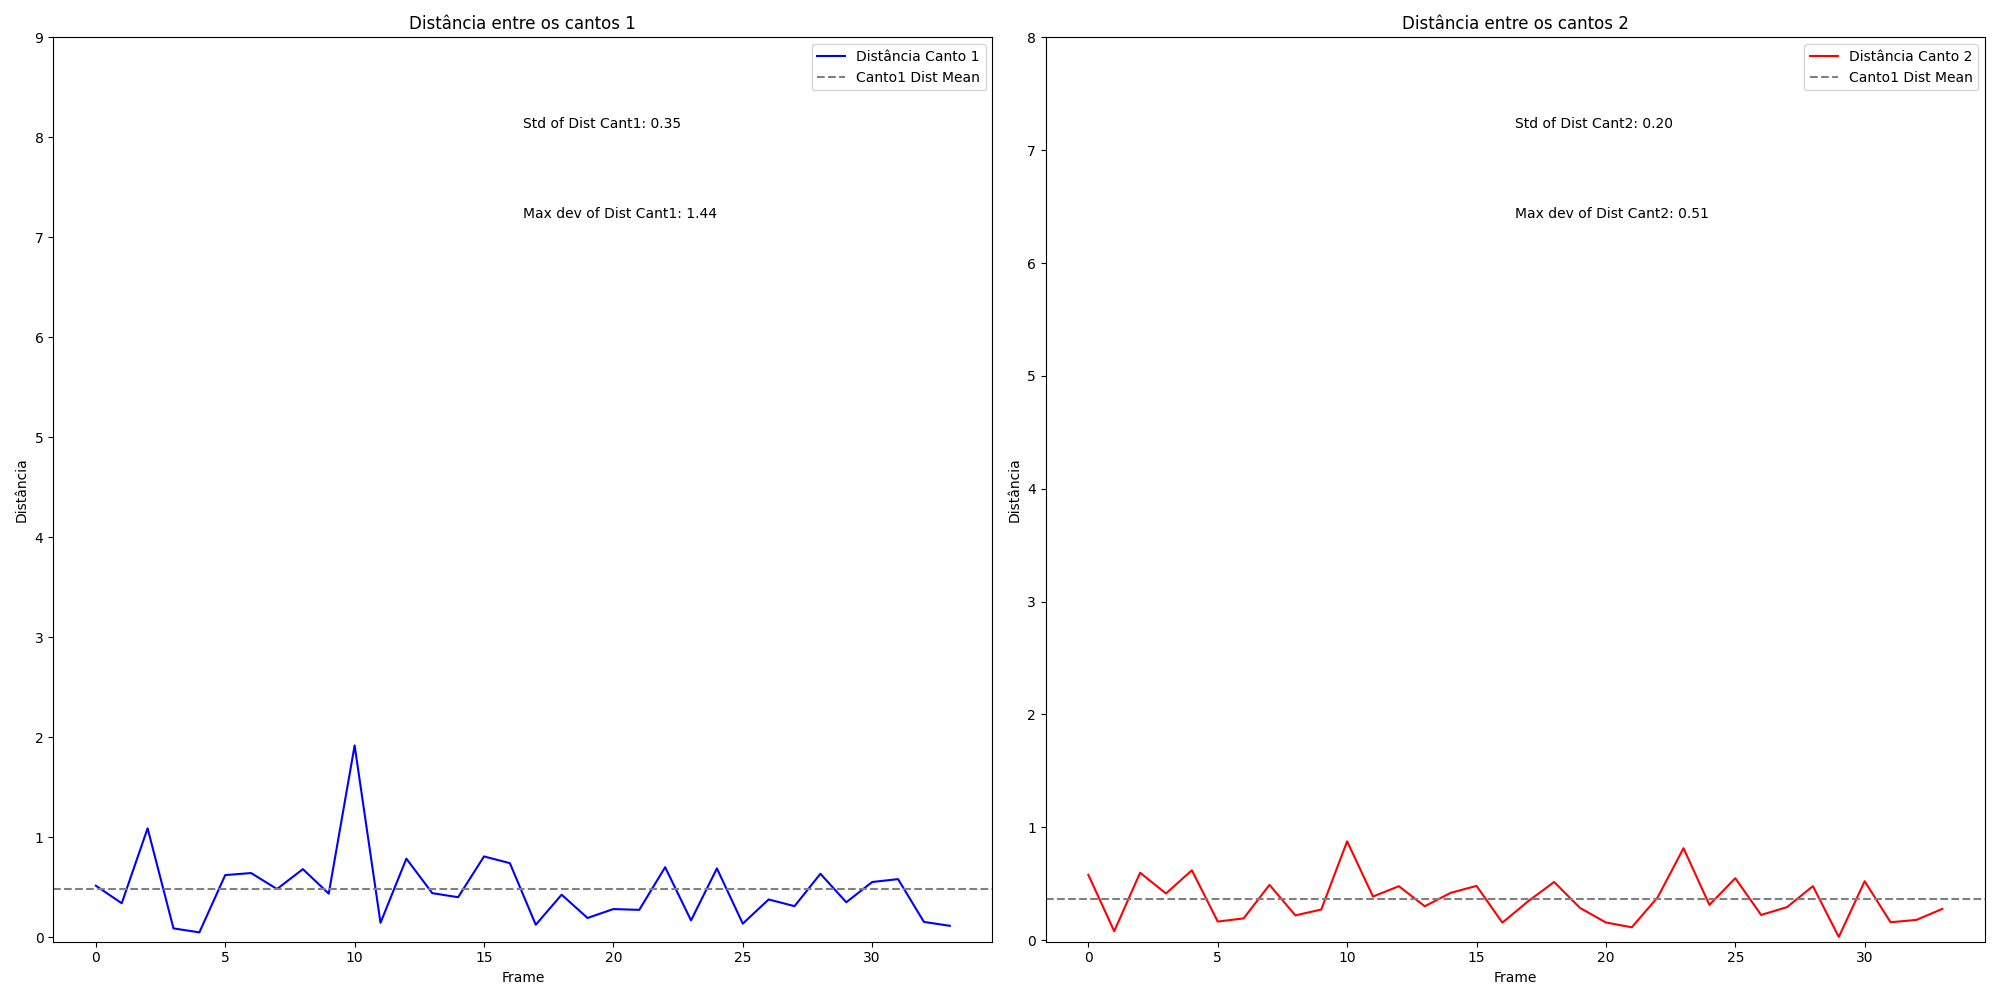 Distância entre os cantos 1
9
8
7
6
5
4
3
2
1
0
Distância
Distância Canto 1
Canto1 Dist Mean
Std of Dist Cant1: 0.35
Max dev of Dist Cant1: 1.44
0 5 10 15 20 25 30
Frame
Distância entre os cantos 2
8
7
6
5
4
3
2
1
0
Distância
Distância Canto 2
Canto1 Dist Mean
Std of Dist Cant2: 0.20
Max dev of Dist Cant2: 0.51
0 5 10 15 20 25 30
Frame